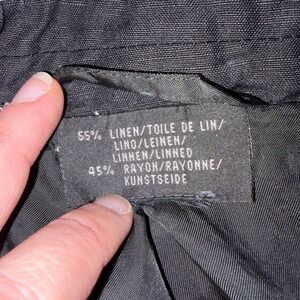 55% LINEN/TOILE DE LIN/
LINO/LEINEN/
LINNEN/LINNED
45% RAYON/RAYONNE/
KUNSTSEIDE